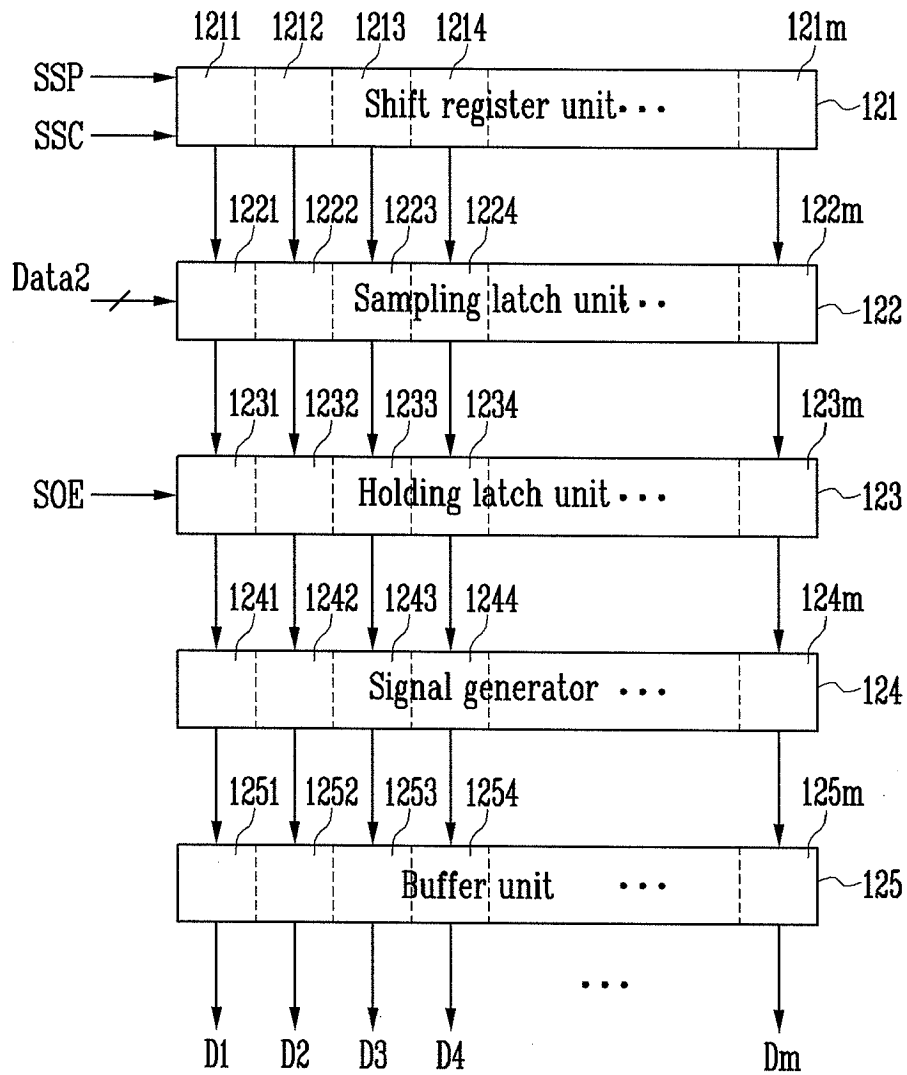 1211 1212 1213 1214 121m
SSP
Shift register unit ••• 121
SSC
1221 1222 1223 1224 122m
Data2
Sampling latch unit ••• 122
1231 1232 1233 1234 123m
SOE Holding latch unit ••• 123
1241 1242 1243 1244 124m
Signal generator ••• 124
1251 1252 1253 1254 125m
Buffer unit ••• 125
•••
D1 D2 D3 D4 Dm